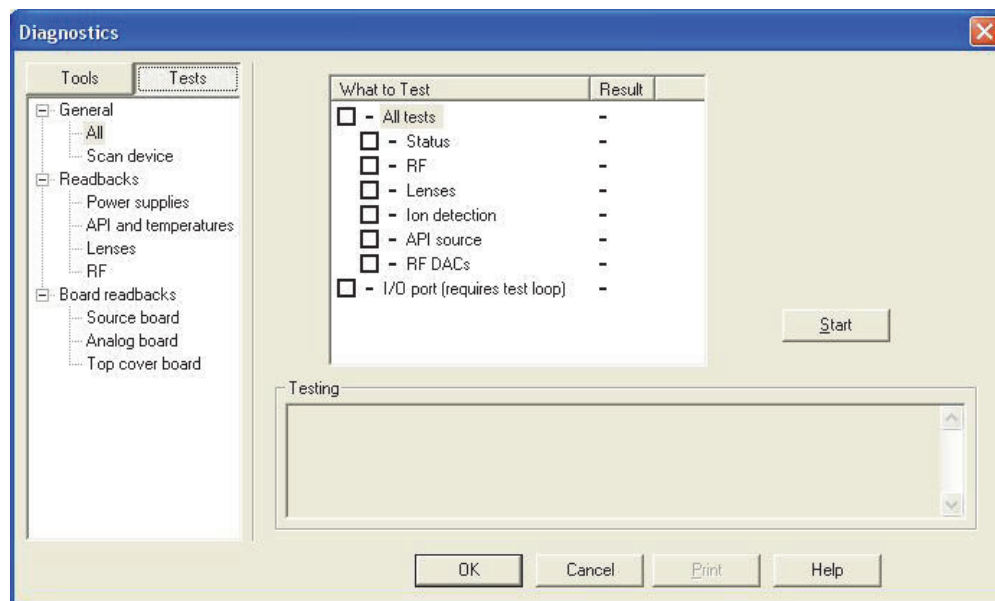 Diagnostics
Tools Tests
General
All
Scan device
Readbacks
Power supplies
API and temperatures
Lenses
RF
Board readbacks
Source board
Analog board
Top cover board
What to Test Result
- All tests -
- Status -
- RF -
- Lenses -
- Ion detection -
- API source -
- RF DACs -
- I/O port (requires test loop) -
Start
Testing
OK Cancel Print Help